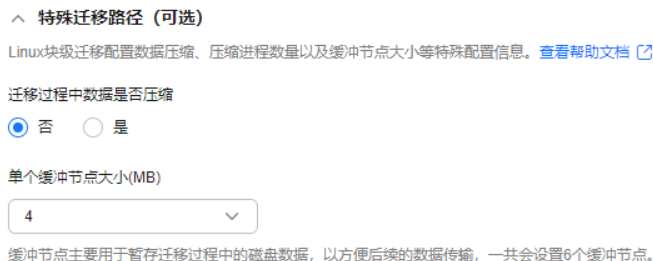 特殊迁移路径（可选）
Linux块级迁移配置数据压缩、压缩进程数量以及缓冲节点大小等特殊配置信息。查看帮助文档
迁移过程中数据是否压缩
否 是
单个缓冲节点大小(MB)
4
缓冲节点主要用于暂存迁移过程中的磁盘数据，以方便后续的数据传输，一共会设置6个缓冲节点。